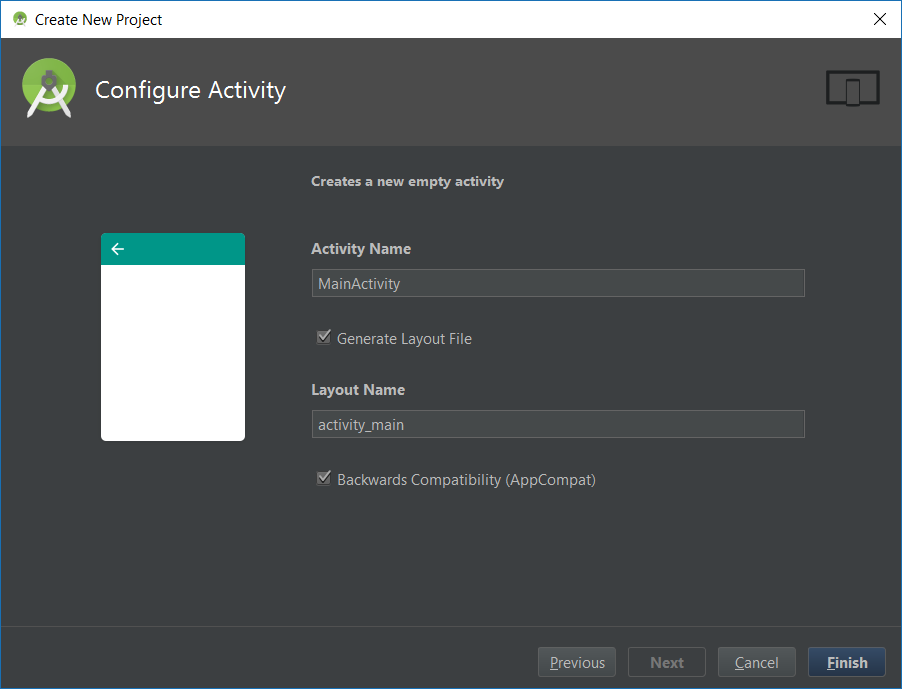 Create New Project
Configure Activity
Creates a new empty activity
Activity Name
MainActivity
Generate Layout File
Layout Name
activity_main
Backwards Compatibility (AppCompat)
Previous Next Cancel Finish